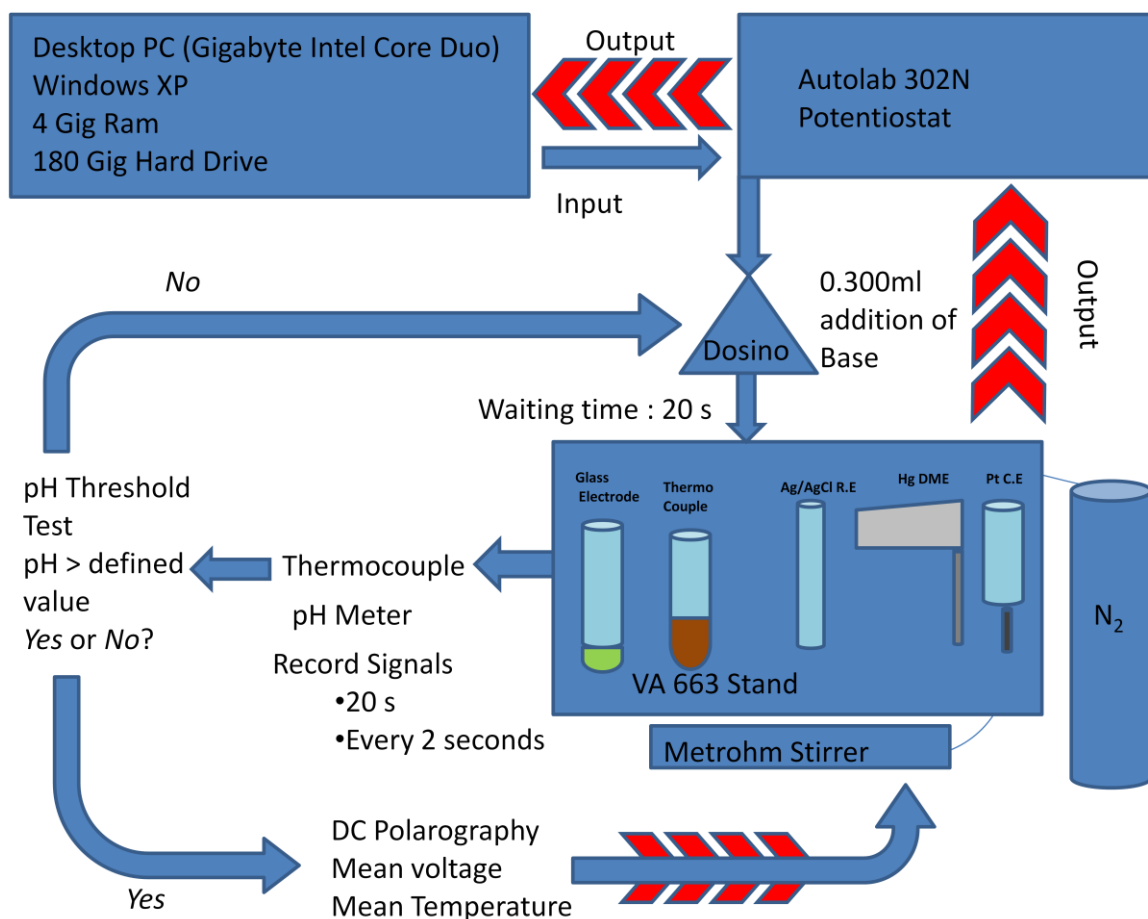 Desktop PC (Gigabyte Intel Core Duo)
Windows XP
4 Gig Ram
180 Gig Hard Drive
Output
Input
Autolab 302N
Potentiostat
Output
No
Dosino
0.300ml
addition of
Base
Waiting time : 20 s
Glass
Electrode
Thermo
Couple
Ag/AgCl R.E
Hg DME
Pt C.E
VA 663 Stand
N₂
Metrohm Stirrer
Thermocouple
pH Meter
Record Signals
•20 s
•Every 2 seconds
pH Threshold
Test
pH > defined
value
Yes or No?
Yes
DC Polarography
Mean voltage
Mean Temperature